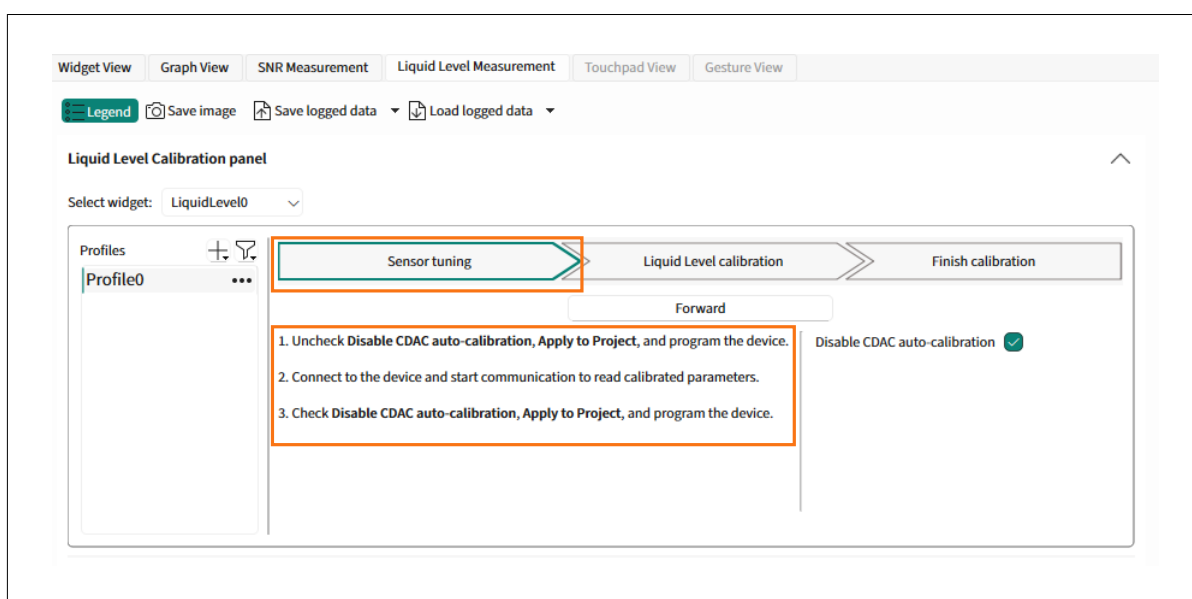 Widget View Graph View SNR Measurement Liquid Level Measurement Touchpad View Gesture View
Legend Save image Save logged data Load logged data
Liquid Level Calibration panel
Select widget: LiquidLevel0
Profiles
Profile0
Sensor tuning Liquid Level calibration Finish calibration
Forward
1. Uncheck Disable CDAC auto-calibration, Apply to Project, and program the device.
2. Connect to the device and start communication to read calibrated parameters.
3. Check Disable CDAC auto-calibration, Apply to Project, and program the device.
Disable CDAC auto-calibration